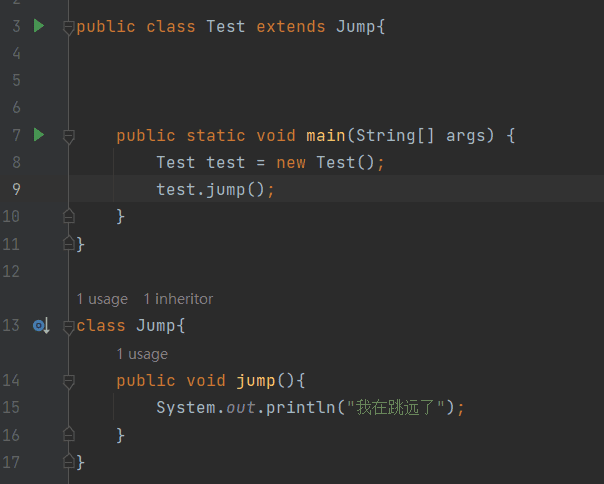 3 public class Test extends Jump{
4
5
6
7 public static void main(String[] args) {
8 Test test = new Test();
9 test.jump();
10 }
11 }
12
1 usage 1 inheritor
13 class Jump{
1 usage
14 public void jump(){
15 System.out.println("我在跳远了");
16 }
17 }